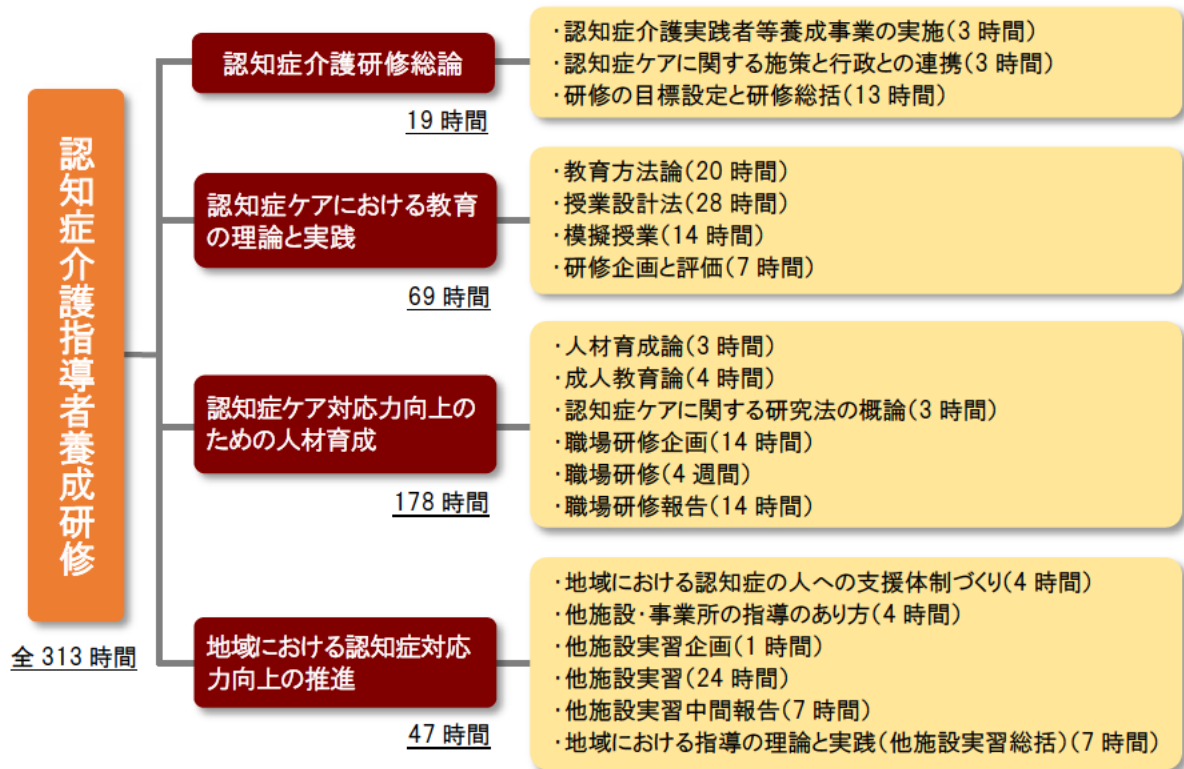 認知症介護指導者養成研修
全 313 時間
認知症介護研修総論
19 時間
・認知症介護実践者等養成事業の実施(3 時間)
・認知症ケアに関する施策と行政との連携(3 時間)
・研修の目標設定と研修総括(13 時間)
認知症ケアにおける教育
の理論と実践
69 時間
・教育方法論(20 時間)
・授業設計法(28 時間)
・模擬授業(14 時間)
・研修企画と評価(7 時間)
認知症ケア対応力向上の
ための人材育成
178 時間
・人材育成論(3 時間)
・成人教育論(4 時間)
・認知症ケアに関する研究法の概論(3 時間)
・職場研修企画(14 時間)
・職場研修(4 週間)
・職場研修報告(14 時間)
地域における認知症対応
力向上の推進
47 時間
・地域における認知症の人への支援体制づくり(4 時間)
・他施設・事業所の指導のあり方(4 時間)
・他施設実習企画(1 時間)
・他施設実習(24 時間)
・他施設実習中間報告(7 時間)
・地域における指導の理論と実践(他施設実習総括)(7 時間)